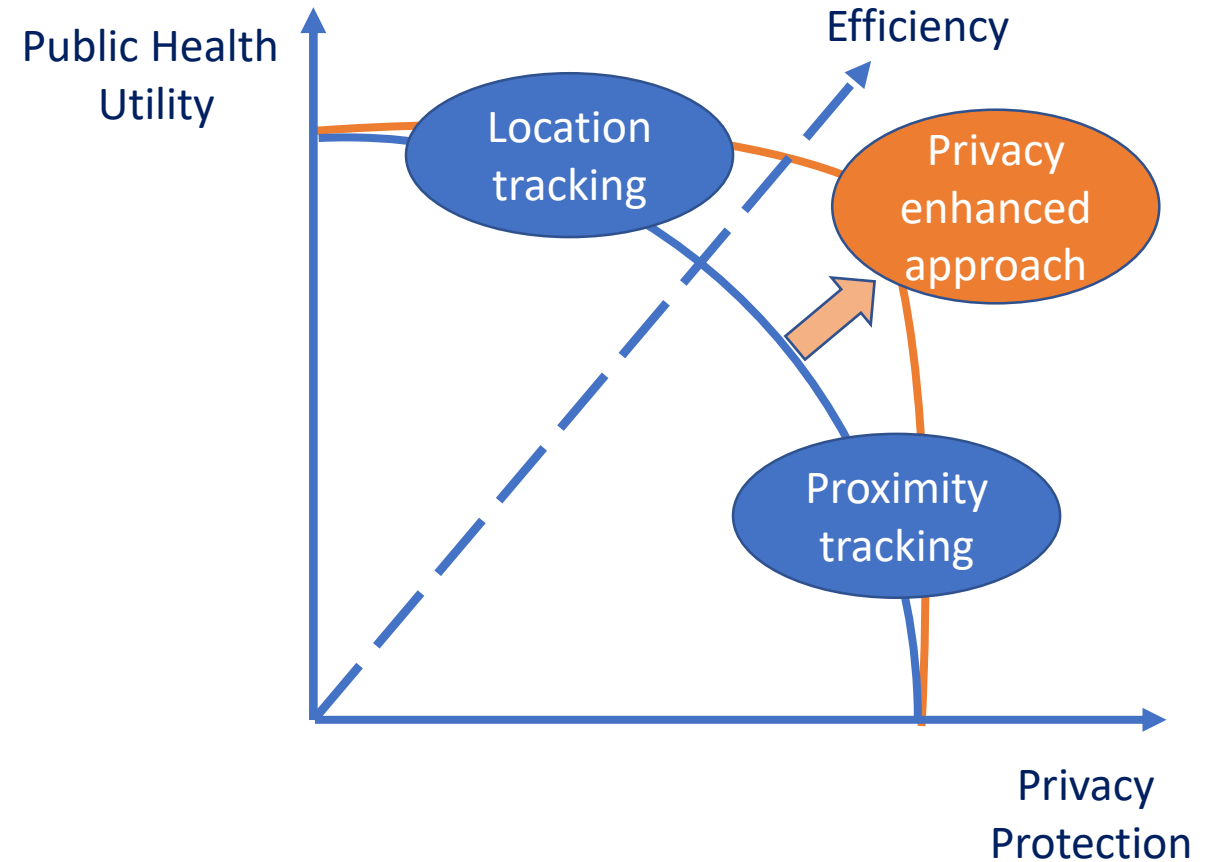 Public Health
Utility
Efficiency
Location
tracking
Privacy
enhanced
approach
Proximity
tracking
Privacy
Protection